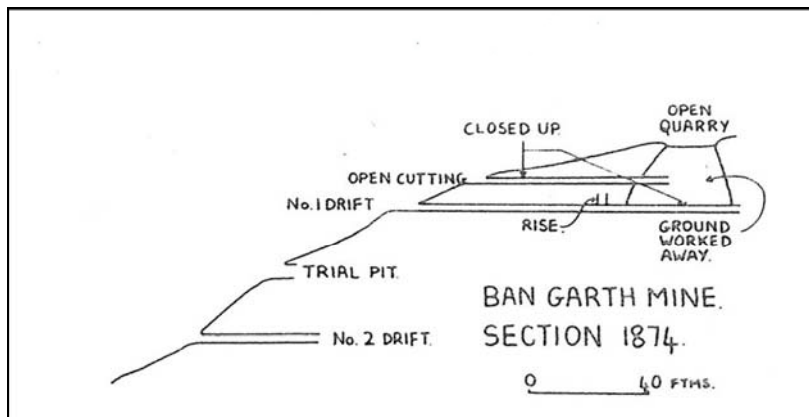 OPEN
QUARRY
CLOSED UP.
OPEN CUTTING
No.1 DRIFT
RISE.
GROUND
WORKED
AWAY.
TRIAL PIT.
BAN GARTH MINE.
SECTION 1874.
No. 2 DRIFT.
0 40 FTMS.